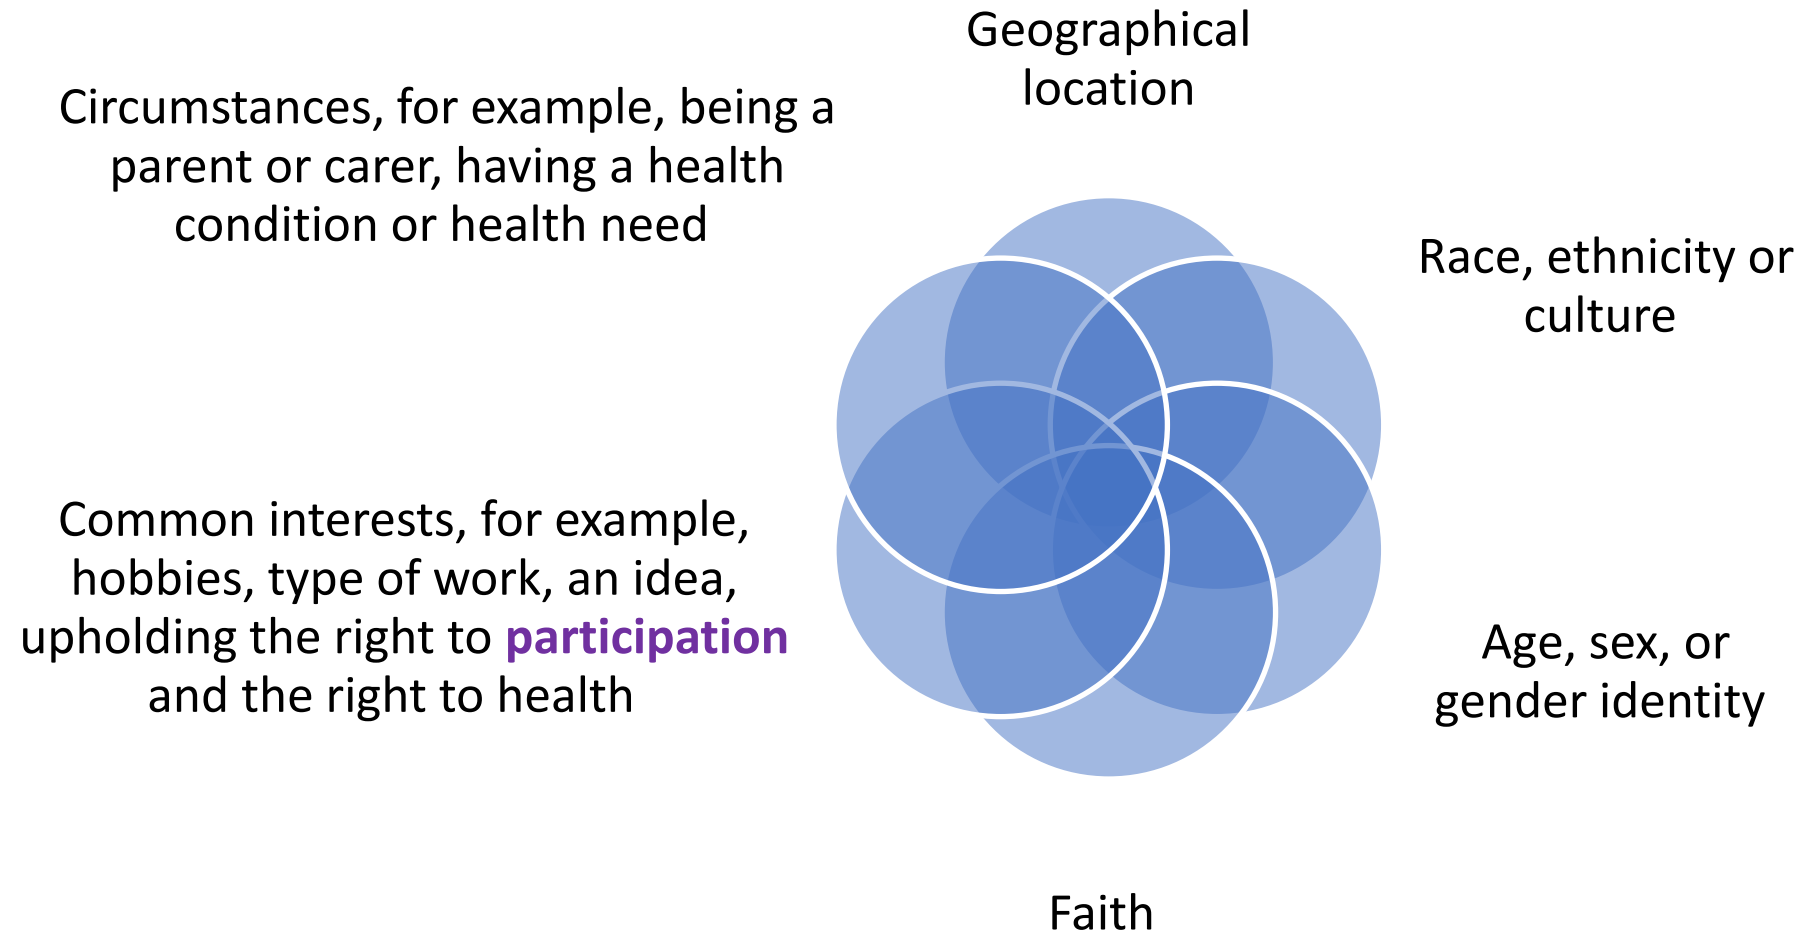 Geographical
location
Circumstances, for example, being a
parent or carer, having a health
condition or health need
Race, ethnicity or
culture
Common interests, for example,
hobbies, type of work, an idea,
upholding the right to participation
and the right to health
Age, sex, or
gender identity
Faith